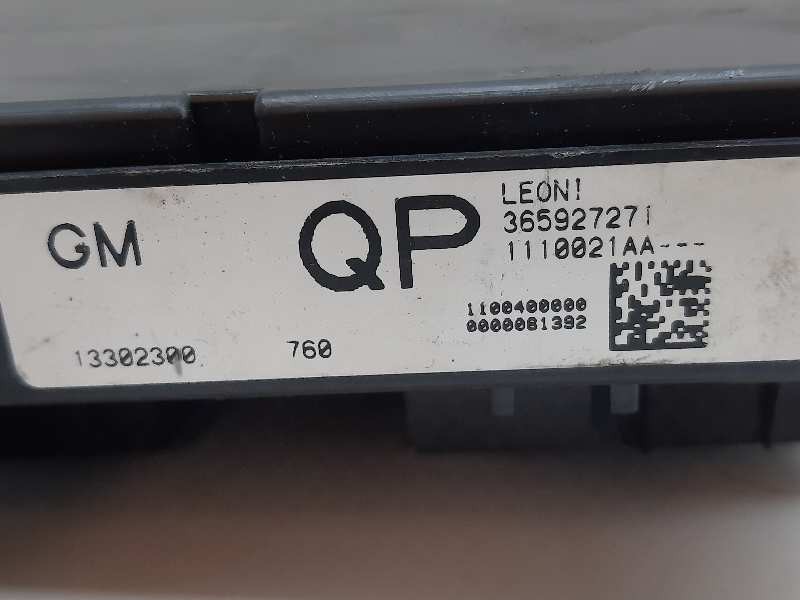 LEONI
GM
QP
365927271
1110021AA---
1100400000
0000081392
13302300
760